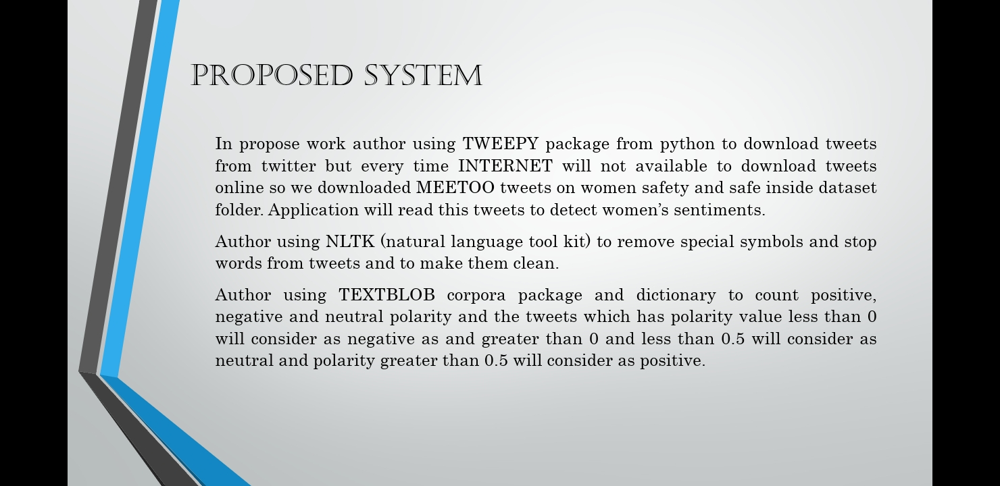 PROPOSED SYSTEM
In propose work author using TWEEPY package from python to download tweets
from twitter but every time INTERNET will not available to download tweets
online so we downloaded MEETOO tweets on women safety and safe inside dataset
folder. Application will read this tweets to detect women’s sentiments.
Author using NLTK (natural language tool kit) to remove special symbols and stop
words from tweets and to make them clean.
Author using TEXTBLOB corpora package and dictionary to count positive,
negative and neutral polarity and the tweets which has polarity value less than 0
will consider as negative as and greater than 0 and less than 0.5 will consider as
neutral and polarity greater than 0.5 will consider as positive.